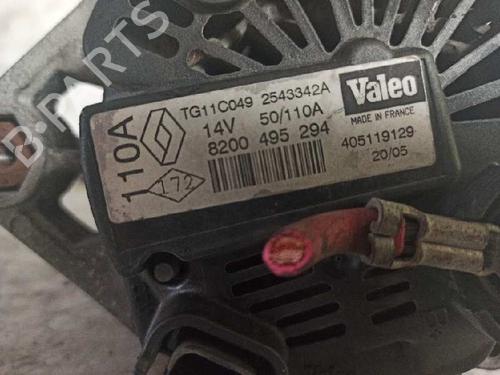 B-PARTS
TG11C049 2543342A
14V 50/110A
8200 495 294
110A
172
Valeo
MADE IN FRANCE
405119129
20/05